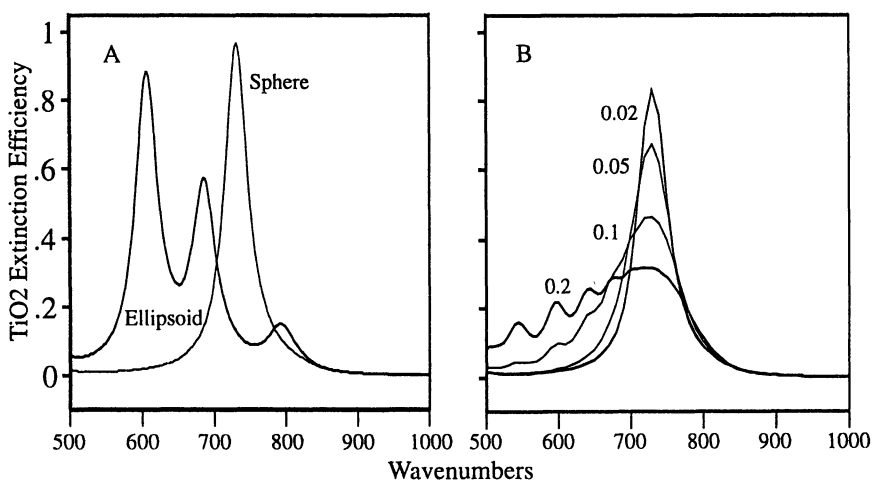 A
B
TiO2 Extinction Efficiency
1
.8
.6
.4
.2
0
Sphere
Ellipsoid
0.02
0.05
0.1
0.2
500 600 700 800 900 1000
500 600 700 800 900 1000
Wavenumbers